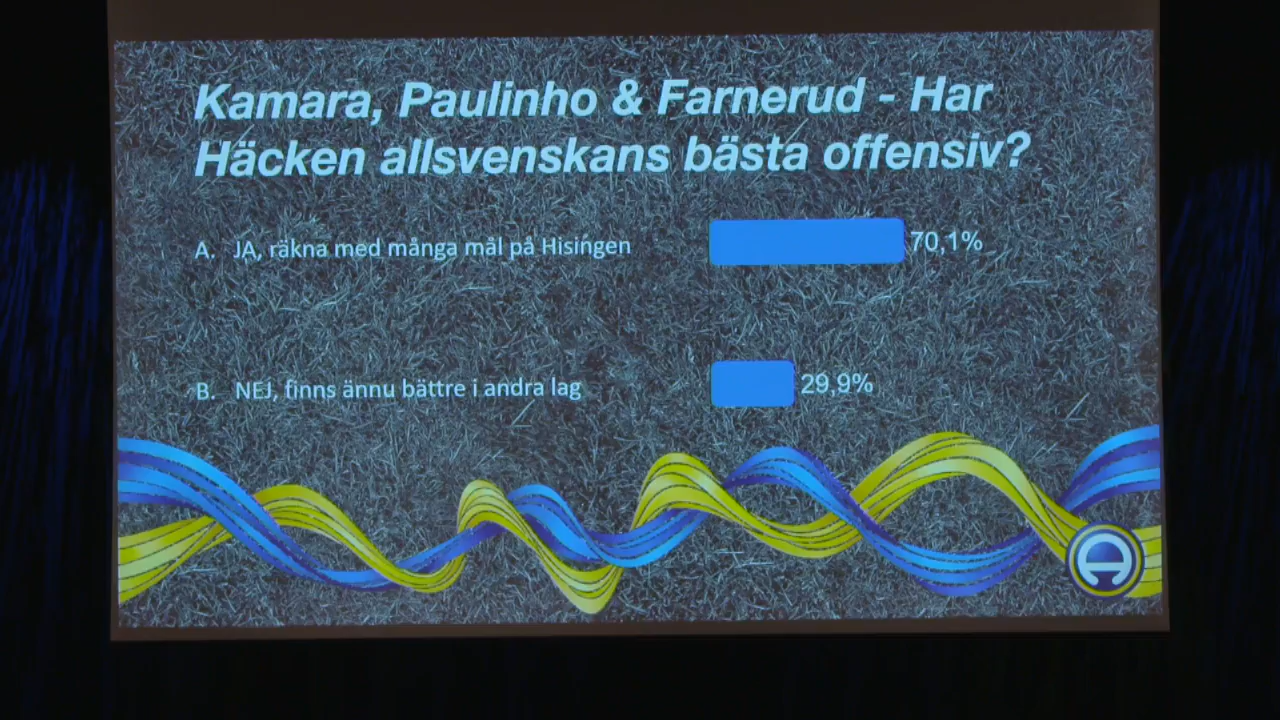 Kamara, Paulinho & Farnerud - Har
Häcken allsvenskans bästa offensiv?
A. JA, räkna med många mål på Hisingen
70,1%
B. NEJ, finns ännu bättre i andra lag
29,9%